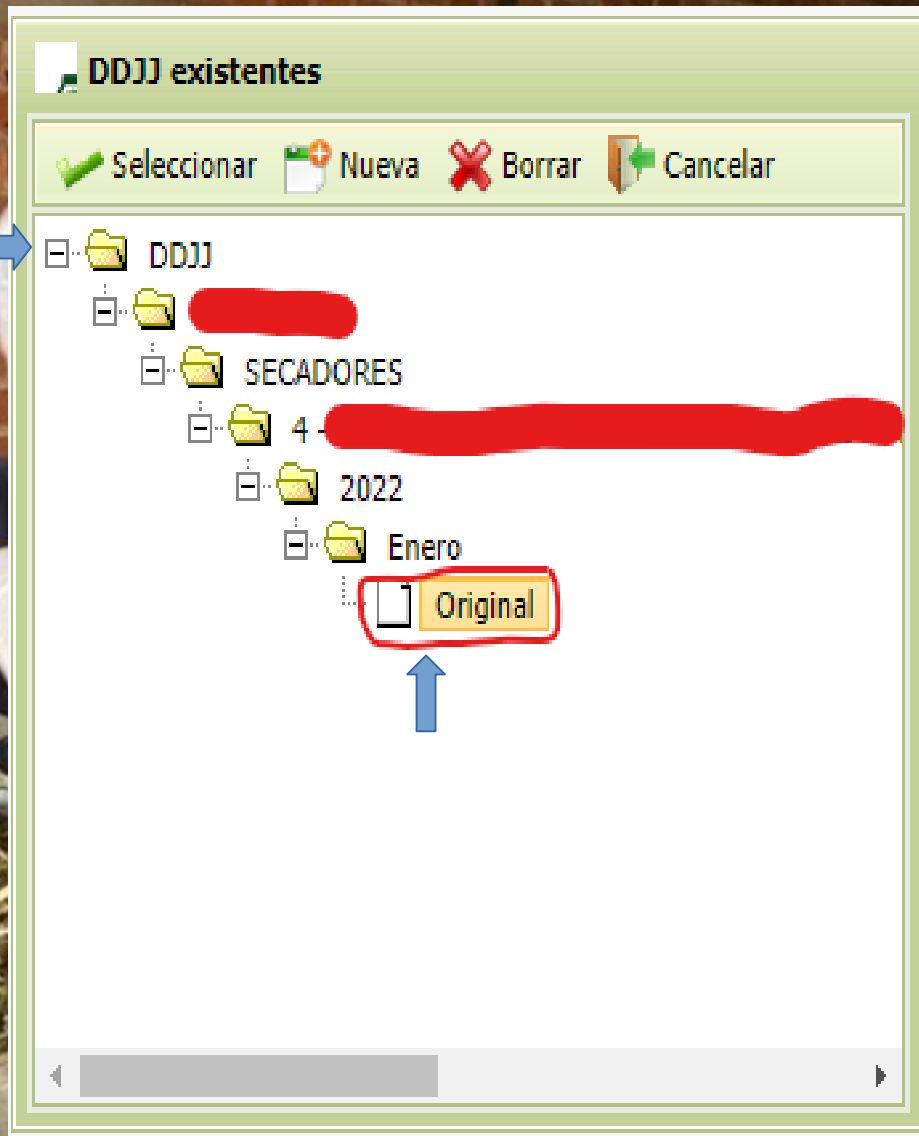 DDJJ existentes
Seleccionar Nueva Borrar Cancelar
DDJJ
SECADORES
4 -
2022
Enero
Original